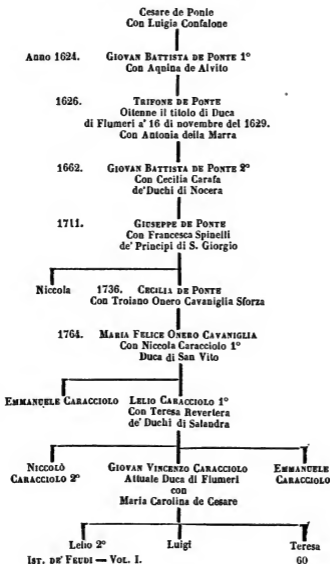 Cesare de Ponte
Con Luigia Confalone
Anno 1624. GIOVAN BATTISTA DE PONTE 1º
Con Aquina de Alvito
1626. TRIFONE DE PONTE
Ottenne il titolo di Duca
di Flumeri a' 16 di novembre del 1629.
Con Antonia della Marra
1662. GIOVAN BATTISTA DE PONTE 2º
Con Cecilia Carafa
de' Duchi di Nocera
1711. GIUSEPPE DE PONTE
Con Francesca Spinelli
de' Principi di S. Giorgio
Niccola 1736. CECILIA DE PONTE
Con Troiano Onero Cavaniglia Sforza
1764. MARIA FELICE ONERO CAVANIGLIA
Con Niccola Caracciolo 1º
Duca di San Vito
EMMANUELE CARACCIOLO LELIO CARACCIOLO 1º
Con Teresa Revertera
de' Duchi di Salandra
NICCOLÒ GIOVAN VINCENZO CARACCIOLO EMMANUELE
CARACCIOLO 2º Attuale Duca di Flumeri CARACCIOLO
con
Maria Carolina de Cesare
Lelio 2º Luigi Teresa
IST. DE' FEUDI — VOL. I. 60